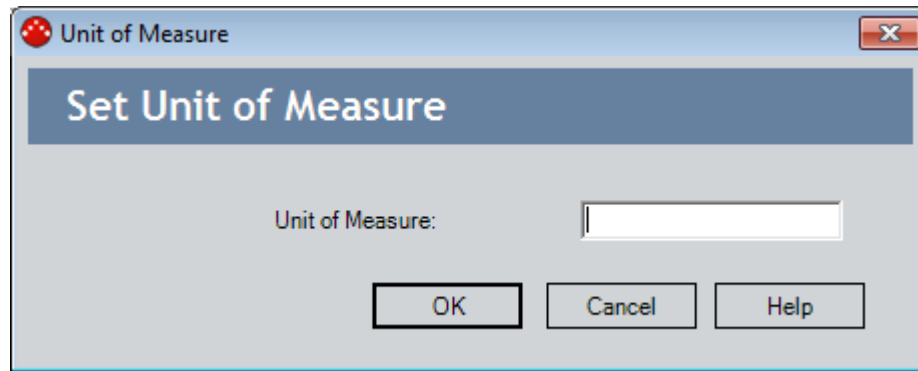 Unit of Measure
Set Unit of Measure
Unit of Measure:
OK Cancel Help